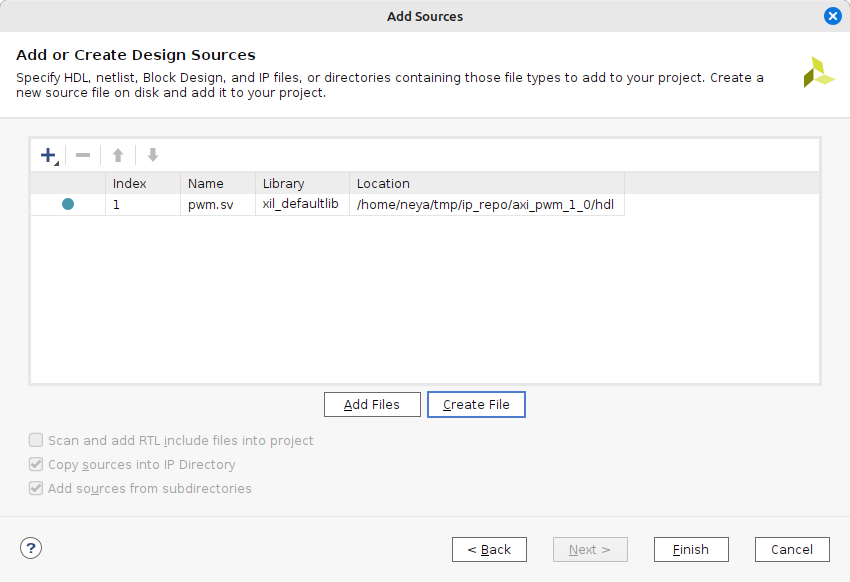 Add Sources
Add or Create Design Sources
Specify HDL, netlist, Block Design, and IP files, or directories containing those file types to add to your project. Create a
new source file on disk and add it to your project.
Index Name Library Location
1 pwm.sv xil_defaultlib /home/neya/tmp/ip_repo/axi_pwm_1_0/hdl
Add Files Create File
Scan and add RTL include files into project
Copy sources into IP Directory
Add sources from subdirectories
? < Back Next > Finish Cancel